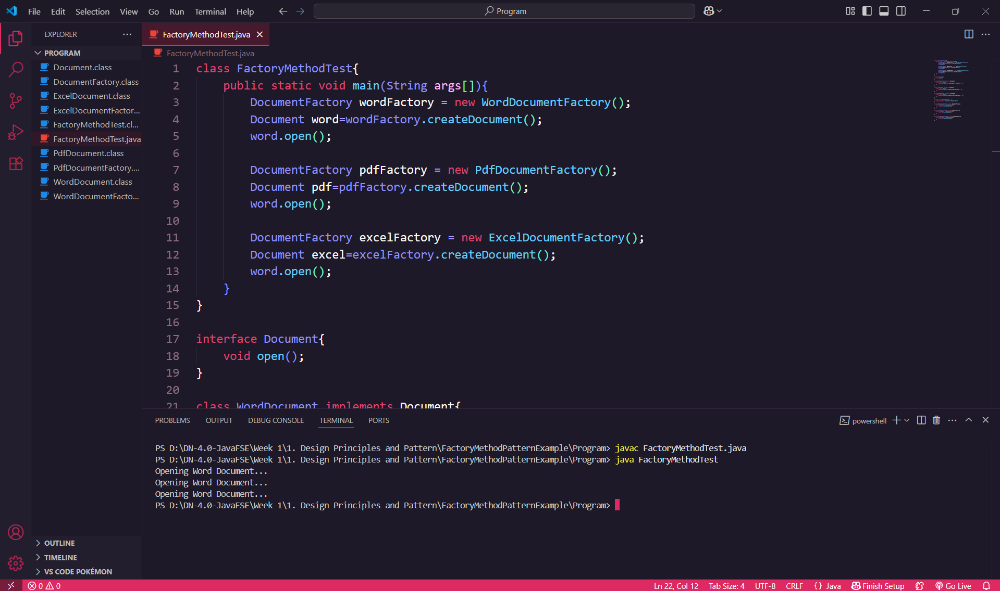 File Edit Selection View Go Run Terminal Help Program
EXPLORER
PROGRAM
Document.class
DocumentFactory.class
ExcelDocument.class
ExcelDocumentFactor...
FactoryMethodTest.cl...
FactoryMethodTest.java
PdfDocument.class
PdfDocumentFactory....
WordDocument.class
WordDocumentFacto...
OUTLINE
TIMELINE
VS CODE POKÉMON
FactoryMethodTest.java
FactoryMethodTest.java
1 class FactoryMethodTest{
2 public static void main(String args[]){
3 DocumentFactory wordFactory = new WordDocumentFactory();
4 Document word=wordFactory.createDocument();
5 word.open();
6
7 DocumentFactory pdfFactory = new PdfDocumentFactory();
8 Document pdf=pdfFactory.createDocument();
9 word.open();
10
11 DocumentFactory excelFactory = new ExcelDocumentFactory();
12 Document excel=excelFactory.createDocument();
13 word.open();
14 }
15 }
16
17 interface Document{
18 void open();
19 }
20
21 class WordDocument implements Document{
PROBLEMS OUTPUT DEBUG CONSOLE TERMINAL PORTS powershell
PS D:\DN-4.0-JavaFSE\Week 1\1. Design Principles and Pattern\FactoryMethodPatternExample\Program> javac FactoryMethodTest.java
PS D:\DN-4.0-JavaFSE\Week 1\1. Design Principles and Pattern\FactoryMethodPatternExample\Program> java FactoryMethodTest
Opening Word Document...
Opening Word Document...
Opening Word Document...
PS D:\DN-4.0-JavaFSE\Week 1\1. Design Principles and Pattern\FactoryMethodPatternExample\Program>
0 0 Ln 22, Col 12 Tab Size: 4 UTF-8 CRLF {} Java Finish Setup Go Live